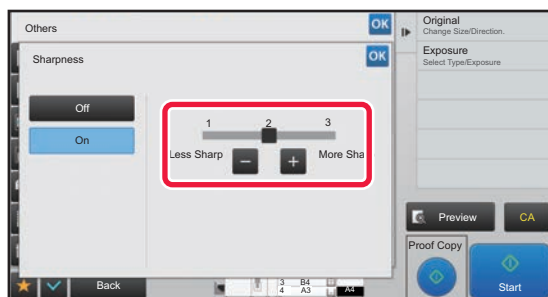 Others
OK
Sharpness
OK
Off
On
1 2 3
Less Sharp
More Sha
Back
3 B4
4 A3
A4
Original
Change Size/Direction.
Exposure
Select Type/Exposure
Preview
CA
Proof Copy
Start